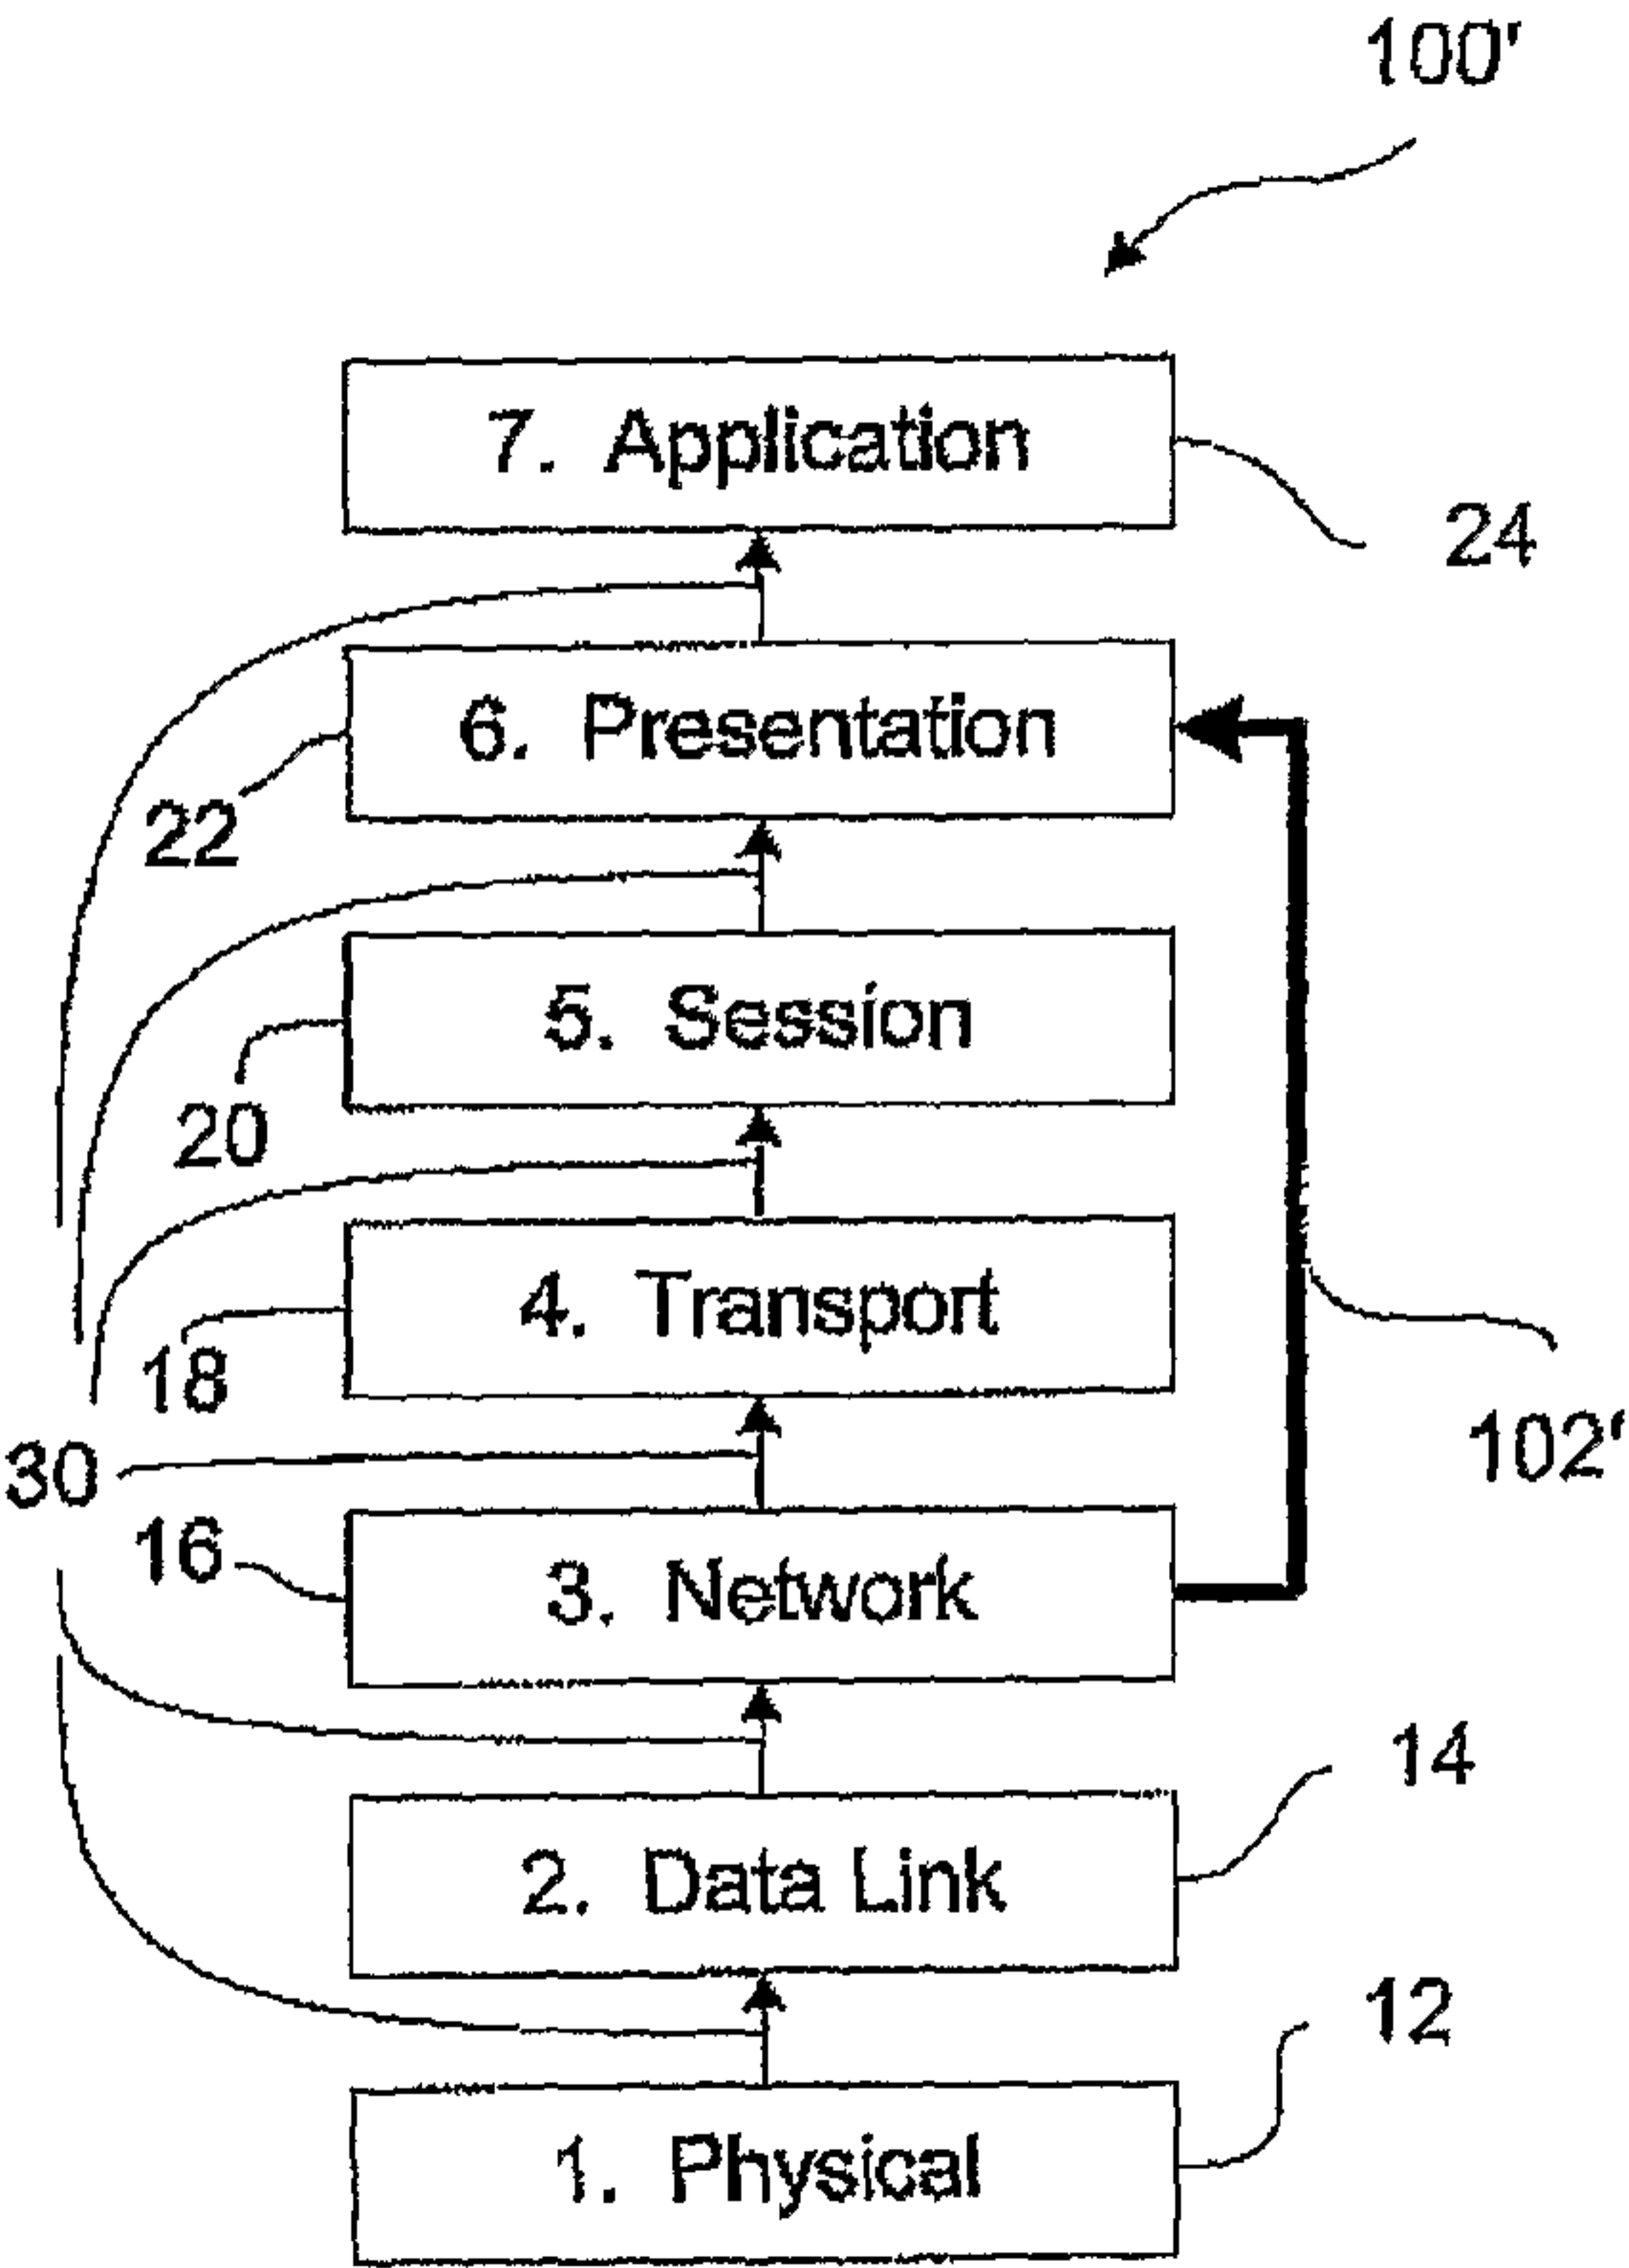 100'
7. Application
24
6. Presentation
22
5. Session
20
4. Transport
18
102'
30
3. Network
16
14
2. Data Link
12
1. Physical